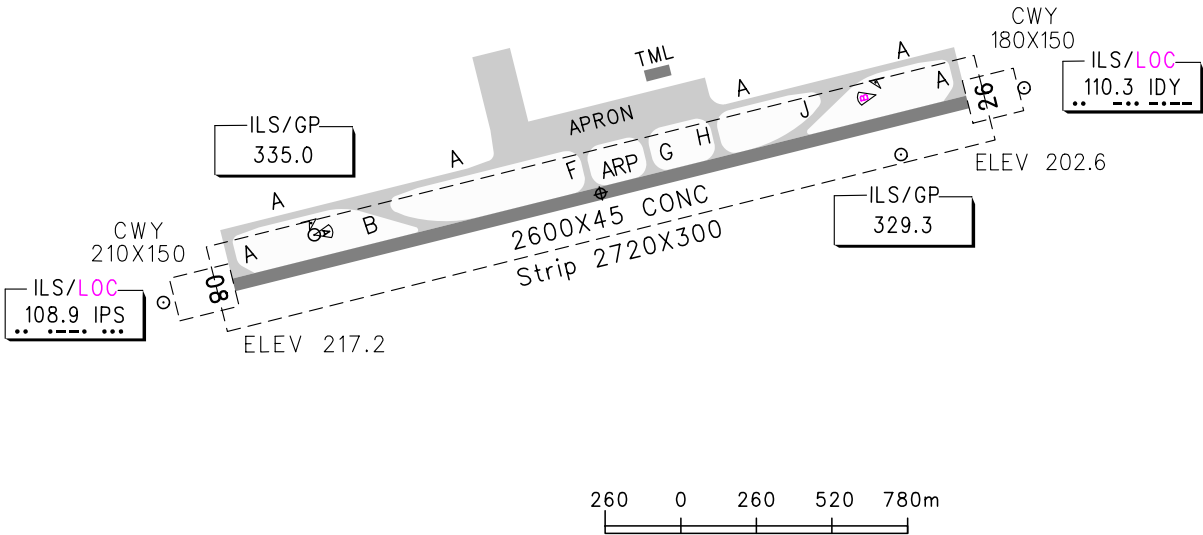 CWY
180X150
ILS/LOC
110.3 IDY
A
A
TML
26
A
APRON
J
ILS/GP
335.0
H
G
ARP
F
A
ELEV 202.6
ILS/GP
329.3
A
2600X45 CONC
Strip 2720X300
B
A
CWY
210X150
08
ILS/LOC
108.9 IPS
ELEV 217.2
260 0 260 520 780m